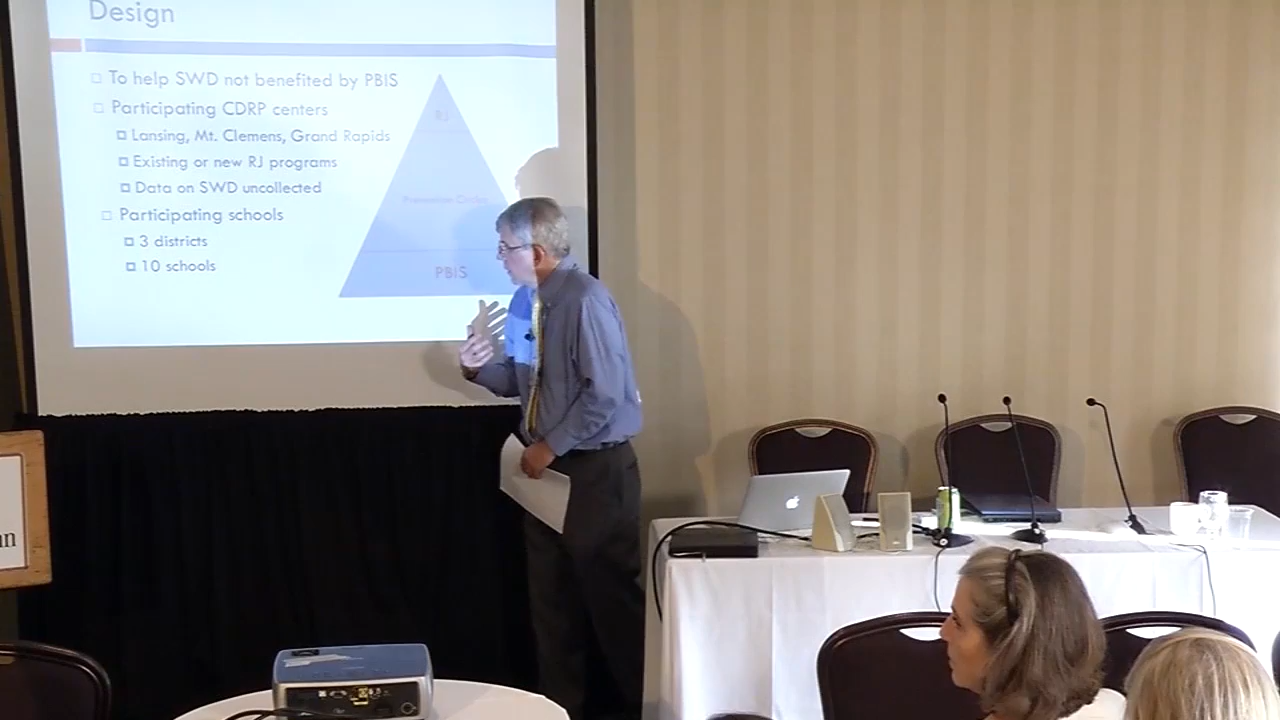 Design
To help SWD not benefited by PBIS
Participating CDRP centers
Lansing, Mt. Clemens, Grand Rapids
Existing or new RJ programs
Data on SWD uncollected
Participating schools
3 districts
10 schools
RJ
PBIS